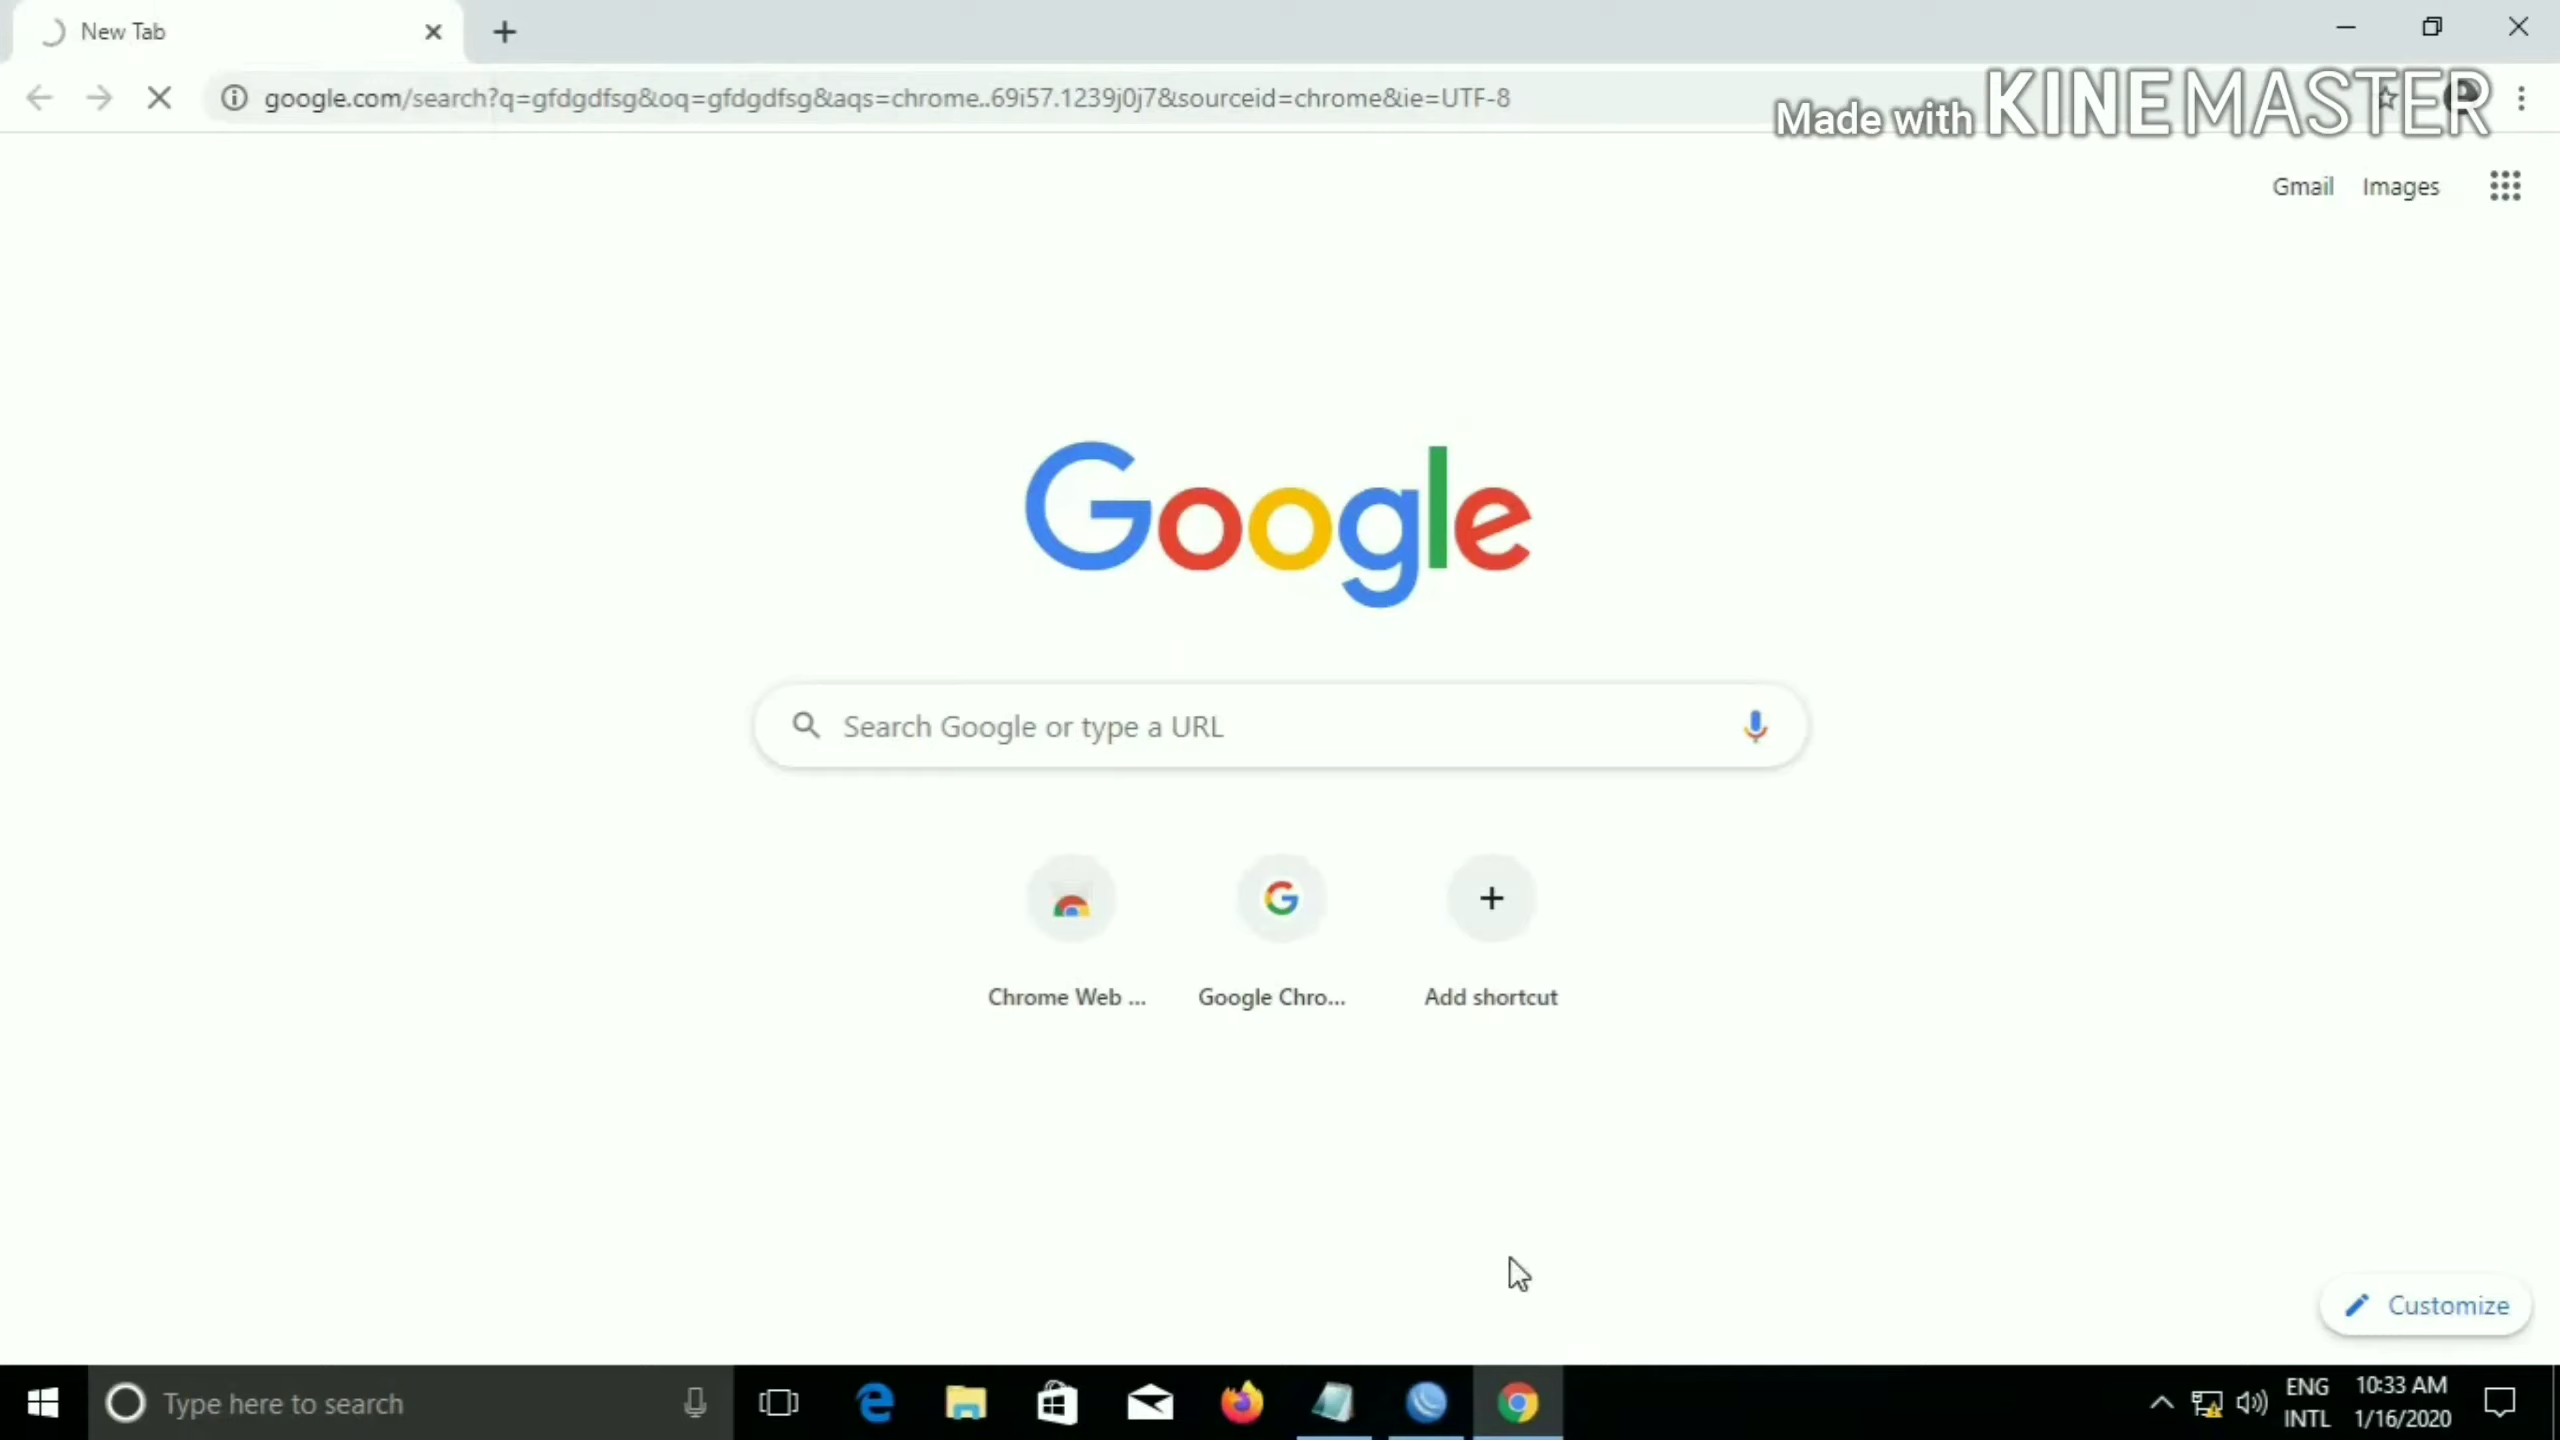 New Tab
google.com/search?q=gfdgdfsg&oq=gfdgdfsg&aqs=chrome..69i57.1239j0j7&sourceid=chrome&ie=UTF-8
Made with KINEMASTER
Gmail Images
Google
Search Google or type a URL
Chrome Web ... Google Chro... Add shortcut
Customize
Type here to search
ENG 10:33 AM
INTL 1/16/2020